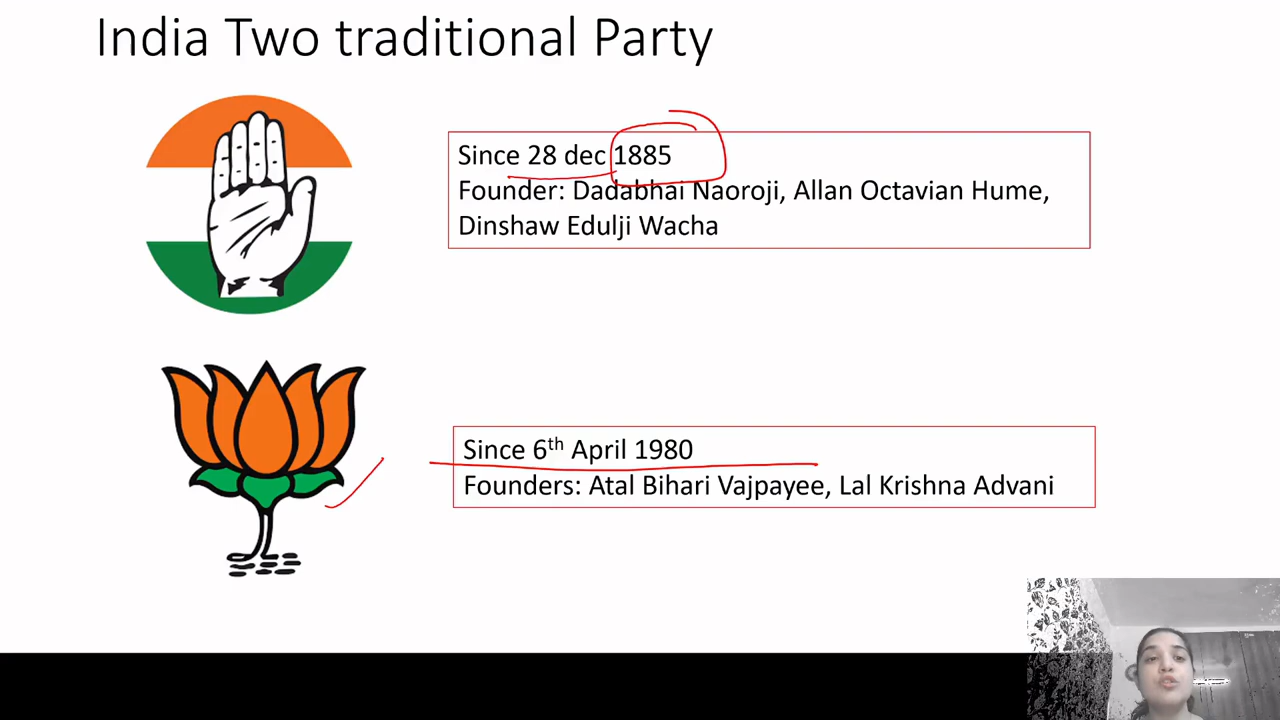 India Two traditional Party
Since 28 dec 1885
Founder: Dadabhai Naoroji, Allan Octavian Hume,
Dinshaw Edulji Wacha
Since 6th April 1980
Founders: Atal Bihari Vajpayee, Lal Krishna Advani